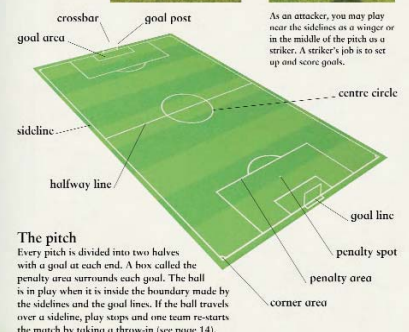 crossbar
goal post
goal area
As an attacker, you may play
near the sidelines as a winger or
in the middle of the pitch as a
striker. A striker's job is to set
up and score goals.
centre circle
sideline
halfway line
goal line
penalty spot
penalty area
corner area
The pitch
Every pitch is divided into two halves
with a goal at each end. A box called the
penalty area surrounds each goal. The ball
is in play when it is inside the boundary made by
the sidelines and the goal lines. If the ball travels
over a sideline, play stops and one team re-starts
the match by taking a throw-in (see page 14).